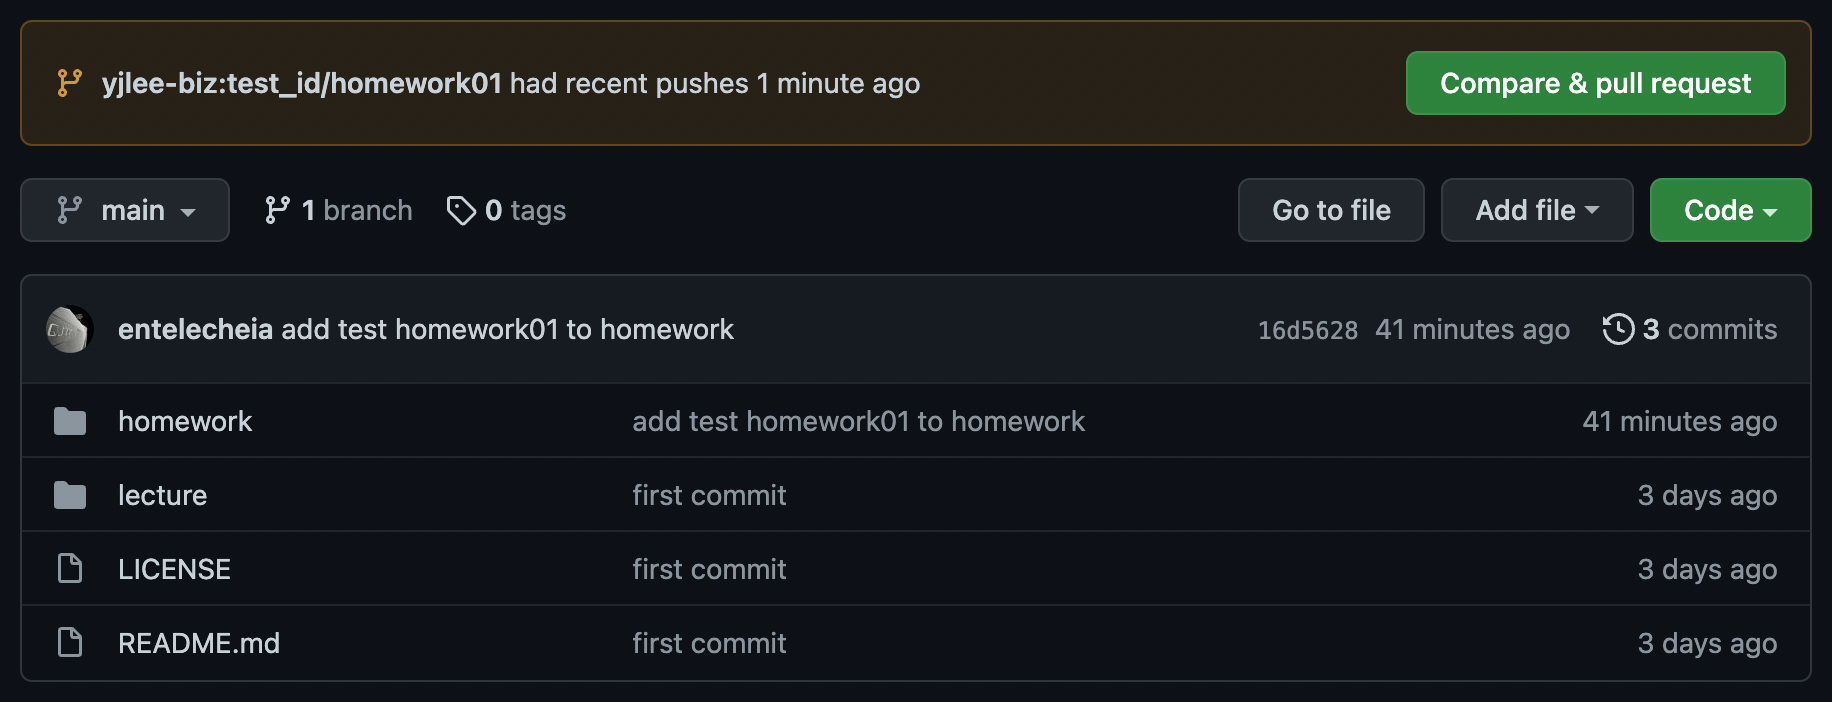 yjlee-biz:test_id/homework01 had recent pushes 1 minute ago
Compare & pull request
main
1 branch
0 tags
Go to file
Add file
Code
entelecheia add test homework01 to homework
16d5628 41 minutes ago
3 commits
homework
add test homework01 to homework
41 minutes ago
lecture
first commit
3 days ago
LICENSE
first commit
3 days ago
README.md
first commit
3 days ago